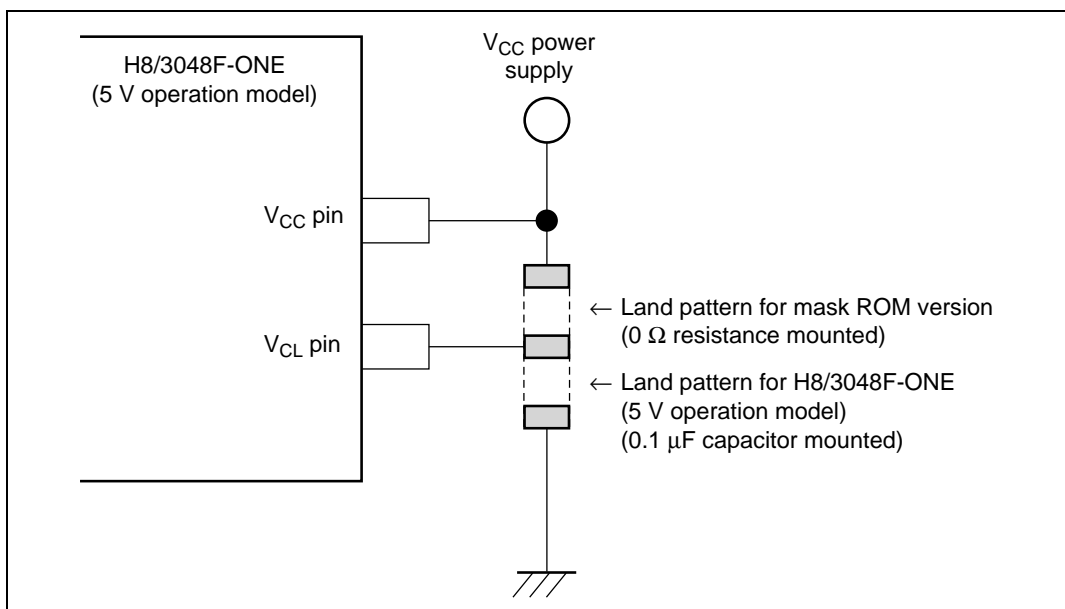 H8/3048F-ONE
(5 V operation model)
VCC power
supply
VCC pin
← Land pattern for mask ROM version
(0 Ω resistance mounted)
VCL pin
← Land pattern for H8/3048F-ONE
(5 V operation model)
(0.1 μF capacitor mounted)